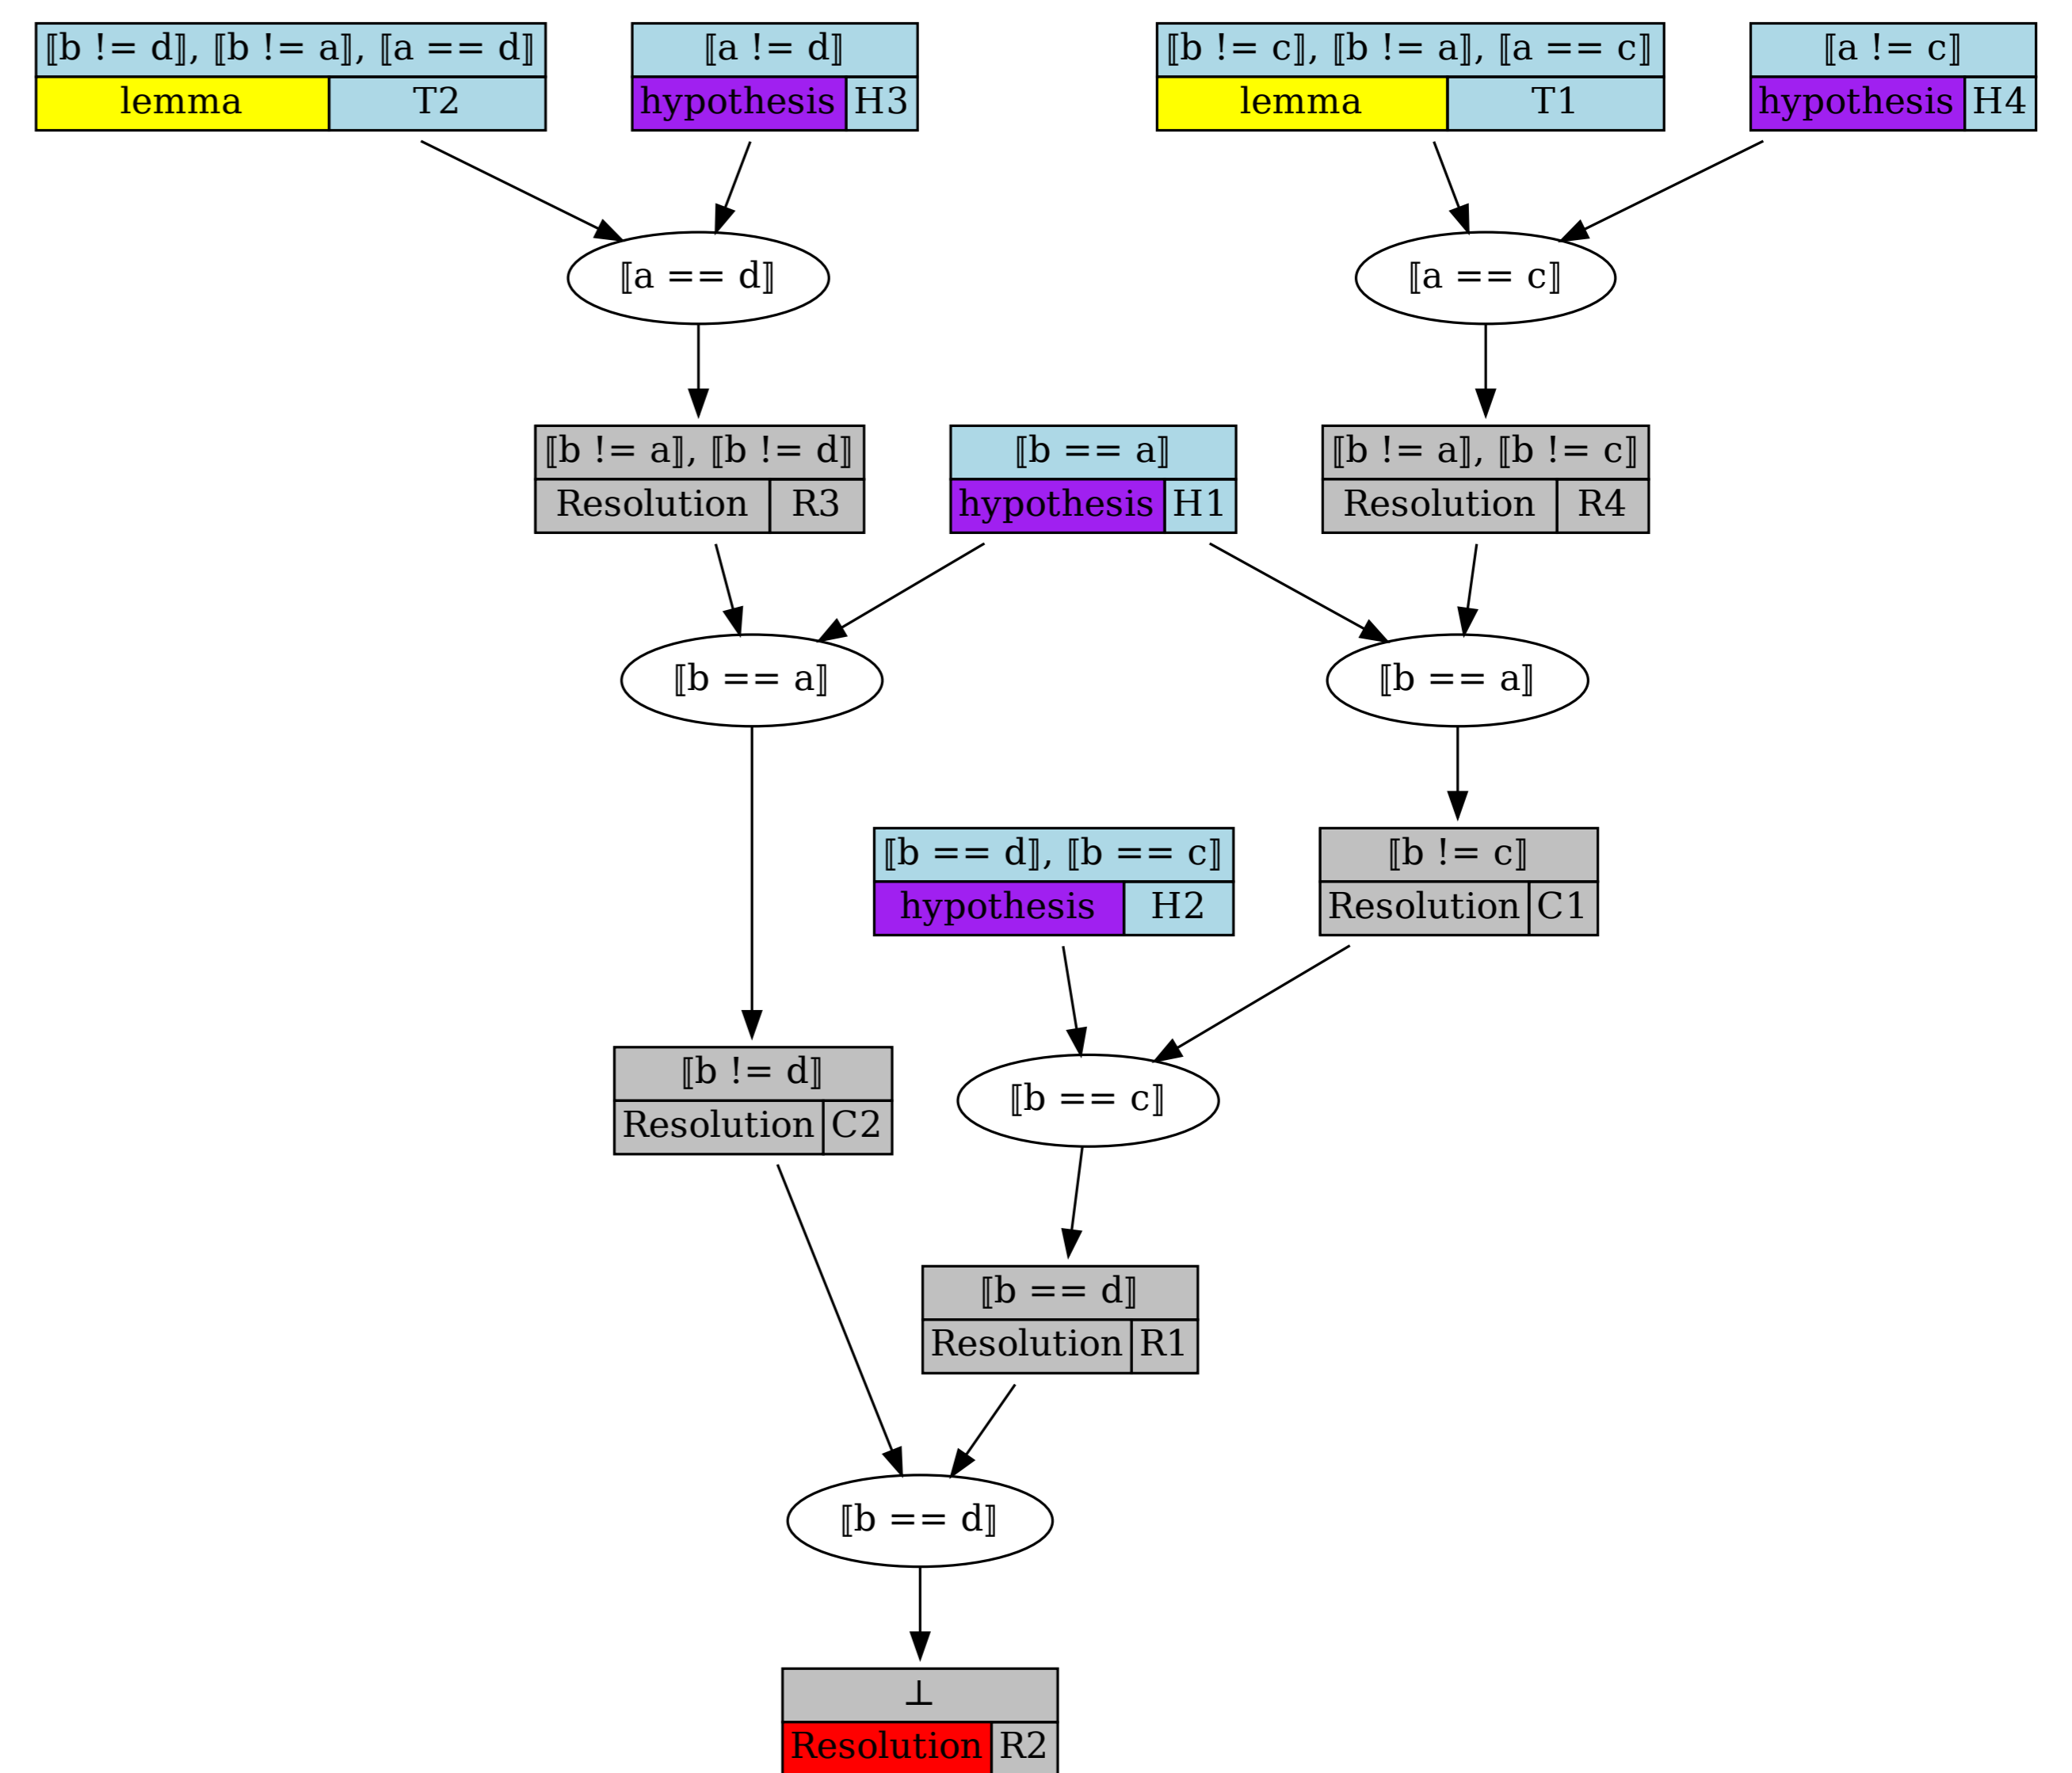 ⟦b != d⟧, ⟦b != a⟧, ⟦a == d⟧
lemma T2
⟦a != d⟧
hypothesis H3
⟦b != c⟧, ⟦b != a⟧, ⟦a == c⟧
lemma T1
⟦a != c⟧
hypothesis H4
⟦a == d⟧
⟦a == c⟧
⟦b != a⟧, ⟦b != d⟧
Resolution R3
⟦b == a⟧
hypothesis H1
⟦b != a⟧, ⟦b != c⟧
Resolution R4
⟦b == a⟧
⟦b == a⟧
⟦b == d⟧, ⟦b == c⟧
hypothesis H2
⟦b != c⟧
Resolution C1
⟦b != d⟧
Resolution C2
⟦b == c⟧
⟦b == d⟧
Resolution R1
⟦b == d⟧
⊥
Resolution R2